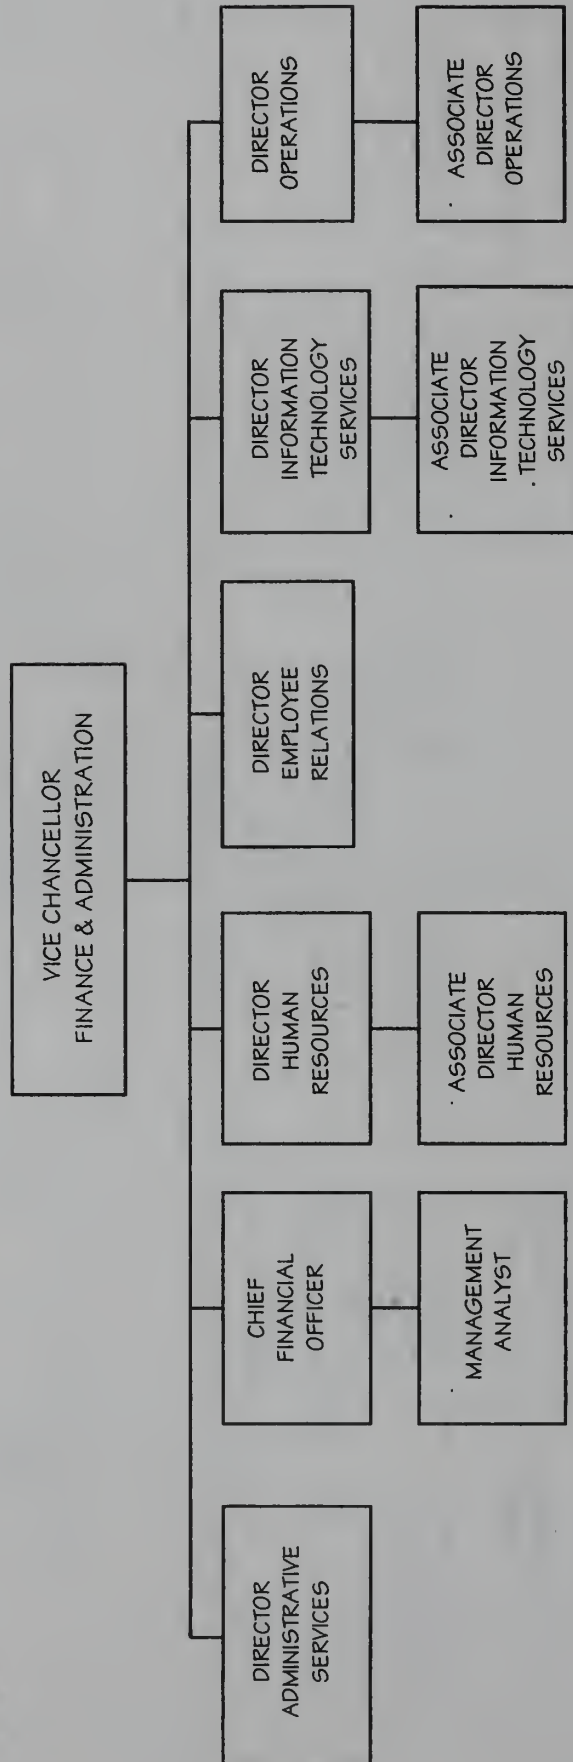 VICE CHANCELLOR
FINANCE & ADMINISTRATION
DIRECTOR
ADMINISTRATIVE
SERVICES
CHIEF
FINANCIAL
OFFICER
DIRECTOR
HUMAN
RESOURCES
DIRECTOR
EMPLOYEE
RELATIONS
DIRECTOR
INFORMATION
TECHNOLOGY
SERVICES
DIRECTOR
OPERATIONS
MANAGEMENT
ANALYST
ASSOCIATE
DIRECTOR
HUMAN
RESOURCES
ASSOCIATE
DIRECTOR
INFORMATION
TECHNOLOGY
SERVICES
ASSOCIATE
DIRECTOR
OPERATIONS